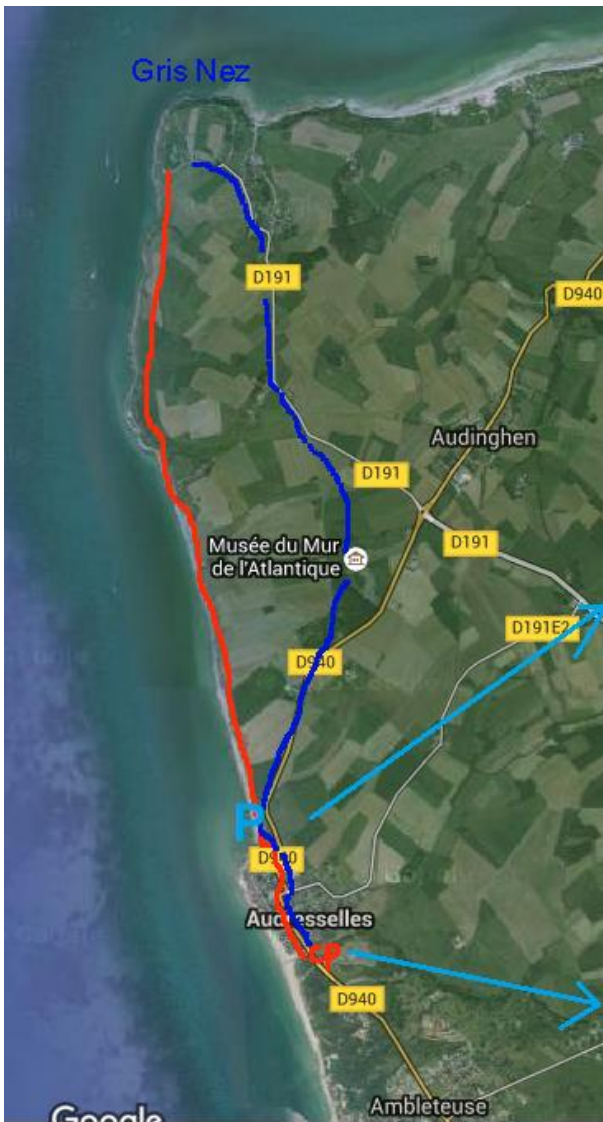 Gris Nez
D191
D940
Audinghen
D191
Musée du Mur
de l'Atlantique
D191
D191E2
D940
P
D940
Audresselles
cp
D940
Ambleteuse
Google